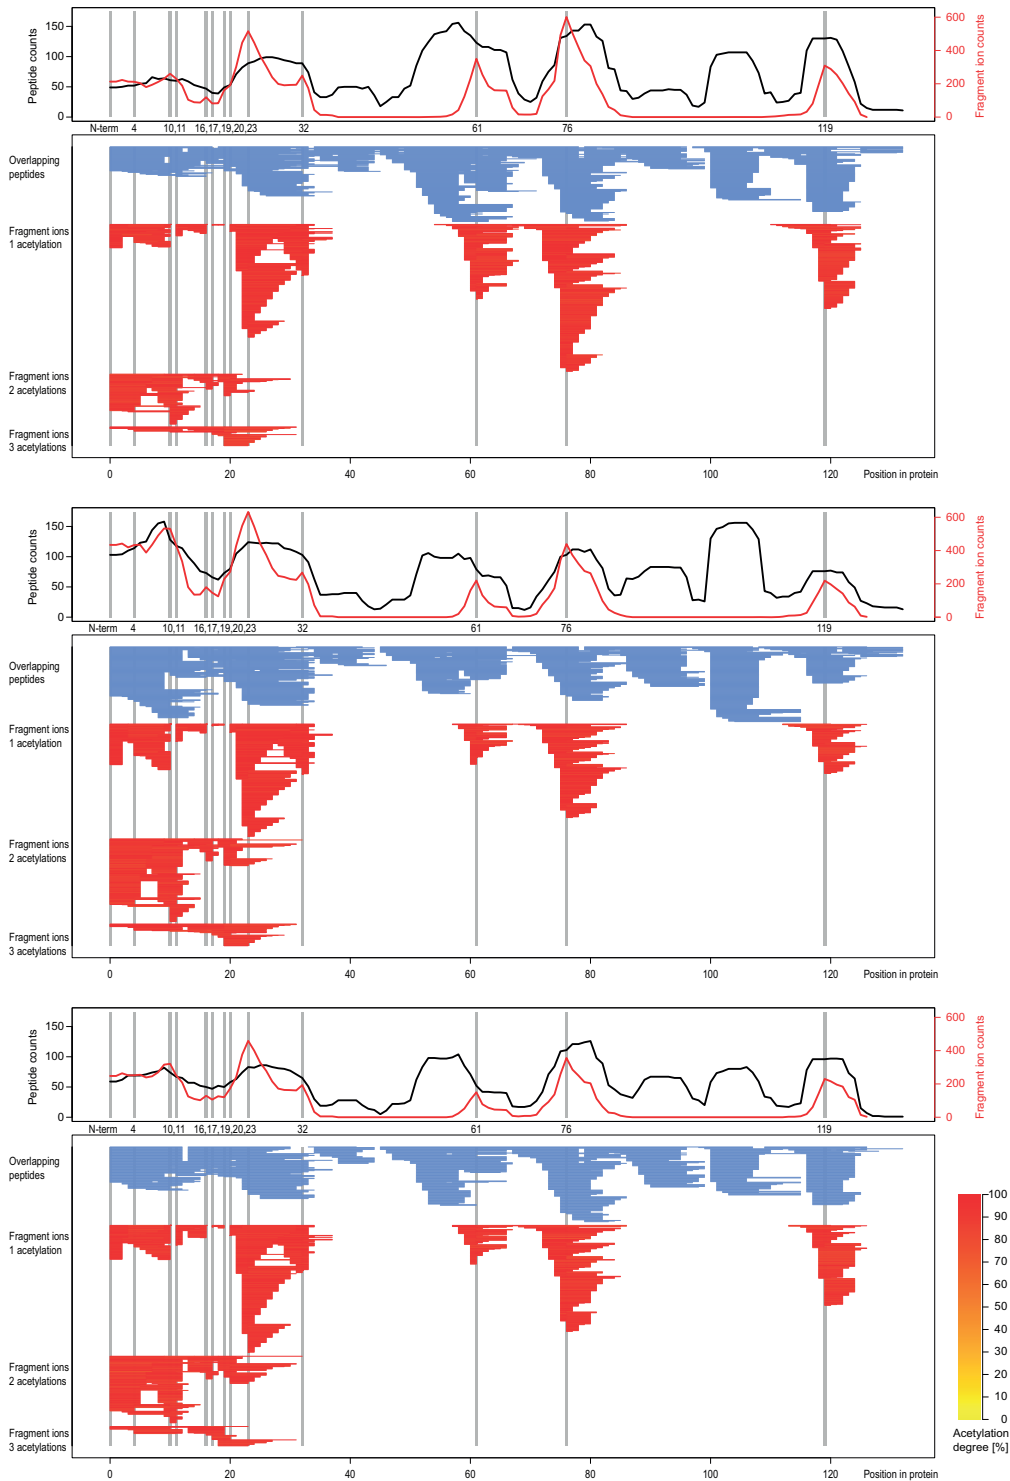 150
100
50
0
Peptide counts
600
400
200
0
Fragment ion counts
N-term 4 10,11 16,17,19,20,23 32 61 76 119
Overlapping
peptides
Fragment ions
1 acetylation
Fragment ions
2 acetylations
Fragment ions
3 acetylations
0 20 40 60 80 100 120 Position in protein
150
100
50
0
Peptide counts
600
400
200
0
Fragment ion counts
N-term 4 10,11 16,17,19,20,23 32 61 76 119
Overlapping
peptides
Fragment ions
1 acetylation
Fragment ions
2 acetylations
Fragment ions
3 acetylations
0 20 40 60 80 100 120 Position in protein
150
100
50
0
Peptide counts
600
400
200
0
Fragment ion counts
N-term 4 10,11 16,17,19,20,23 32 61 76 119
Overlapping
peptides
Fragment ions
1 acetylation
Fragment ions
2 acetylations
Fragment ions
3 acetylations
0 20 40 60 80 100 120 Position in protein
100
90
80
70
60
50
40
30
20
10
0
Acetylation
degree [%]